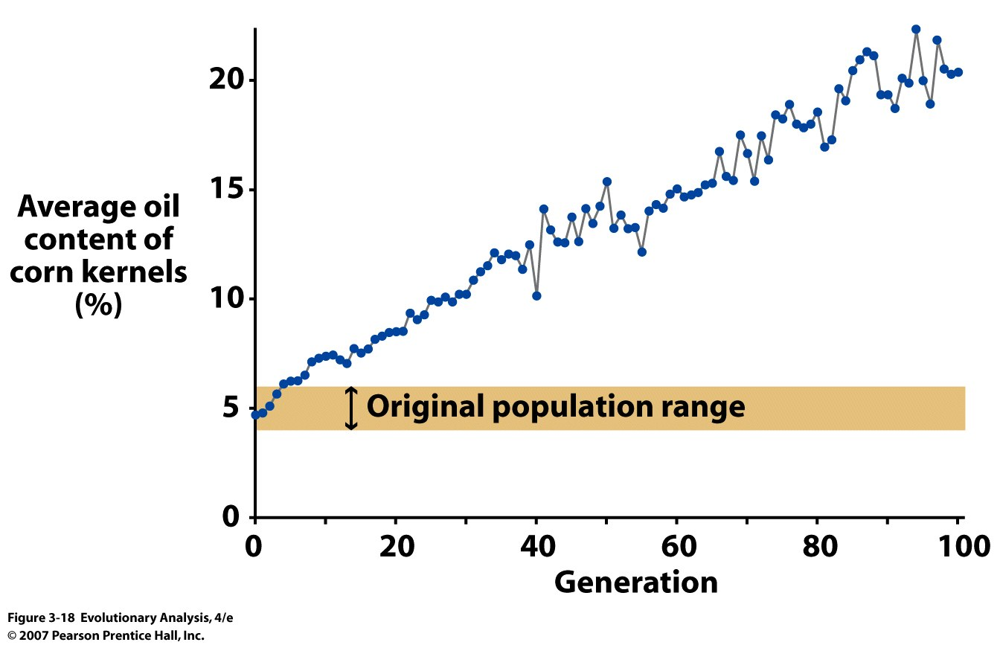 20
15
10
5
0
Average oil
content of
corn kernels
(%)
Original population range
0 20 40 60 80 100
Generation
Figure 3-18 Evolutionary Analysis, 4/e
© 2007 Pearson Prentice Hall, Inc.